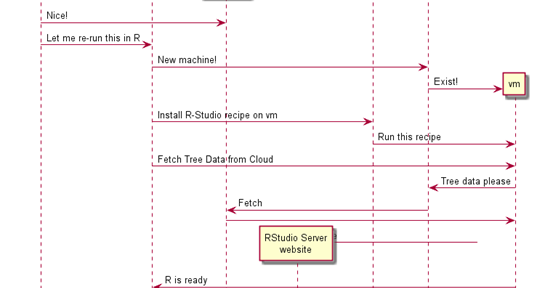 Nice!
Let me re-run this in R
New machine!
Exist!
vm
Install R-Studio recipe on vm
Run this recipe
Fetch Tree Data from Cloud
Tree data please
Fetch
RStudio Server
website
R is ready